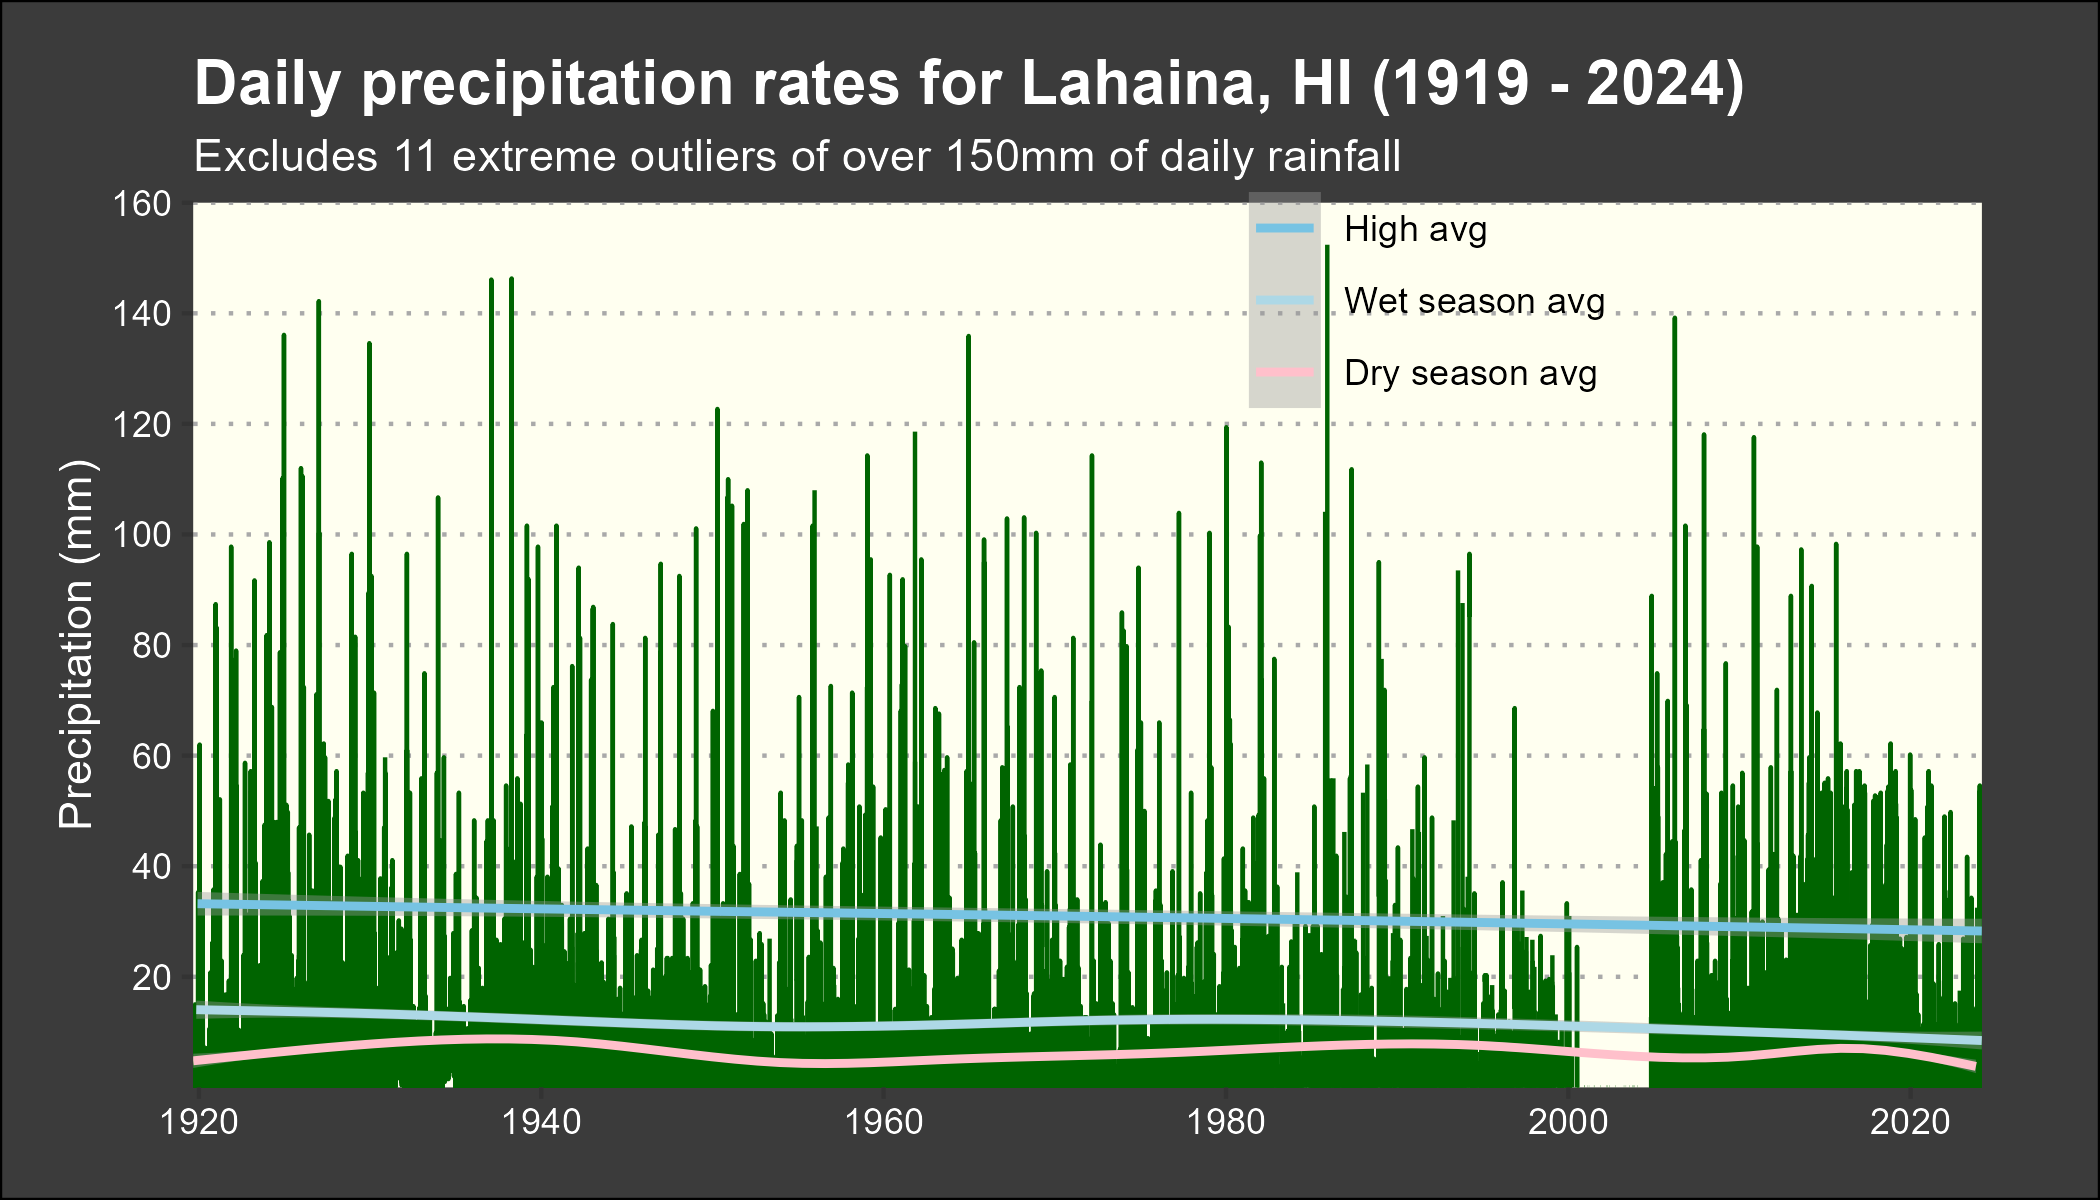 Daily precipitation rates for Lahaina, HI (1919 - 2024)
Excludes 11 extreme outliers of over 150mm of daily rainfall
160
140
120
100
80
60
40
20
Precipitation (mm)
High avg
Wet season avg
Dry season avg
1920 1940 1960 1980 2000 2020